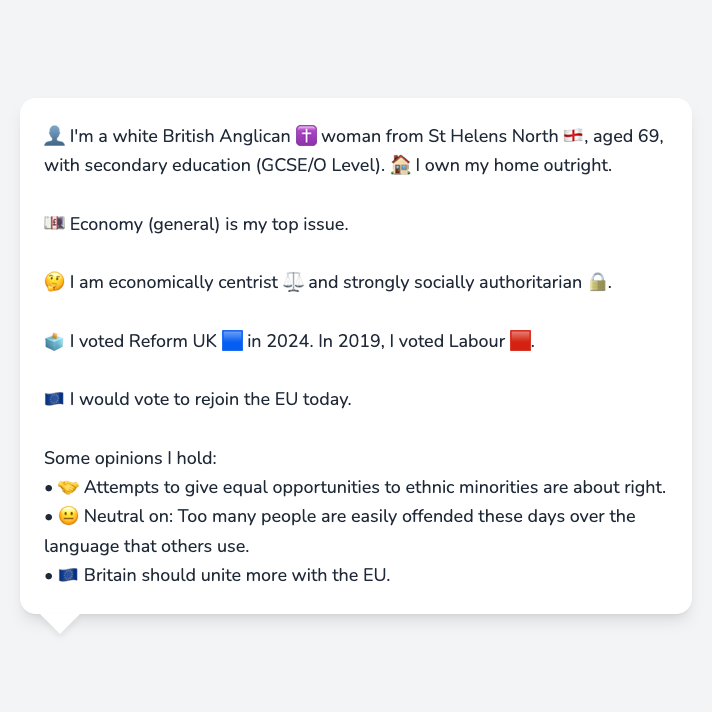 👤 I'm a white British Anglican ✝️ woman from St Helens North 🏴󠁧󠁢󠁥󠁮󠁧󠁿, aged 69,
with secondary education (GCSE/O Level). 🏠 I own my home outright.
💷 Economy (general) is my top issue.
🤔 I am economically centrist ⚖️ and strongly socially authoritarian 🔒.
🗳️ I voted Reform UK 🟦 in 2024. In 2019, I voted Labour 🟥.
🇪🇺 I would vote to rejoin the EU today.
Some opinions I hold:
• 🤝 Attempts to give equal opportunities to ethnic minorities are about right.
• 😐 Neutral on: Too many people are easily offended these days over the
language that others use.
• 🇪🇺 Britain should unite more with the EU.